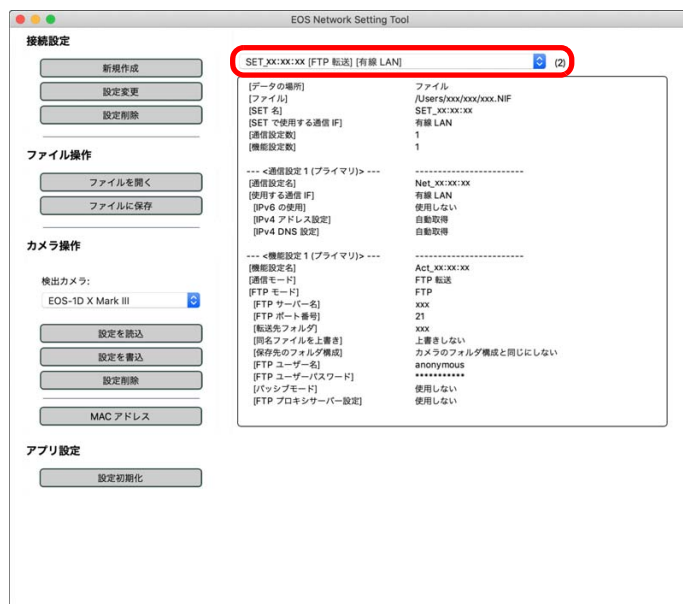 EOS Network Setting Tool
接続設定
新規作成
設定変更
設定削除
ファイル操作
ファイルを開く
ファイルに保存
カメラ操作
検出カメラ:
EOS-1D X Mark III
設定を読込
設定を書込
設定削除
MAC アドレス
アプリ設定
設定初期化
SET_xx:xx:xx [FTP 転送] [有線 LAN] (2)
[データの場所] ファイル
[ファイル] /Users/xxx/xxx/xxx.NIF
[SET 名] SET_xx:xx:xx
[SET で使用する通信 IF] 有線 LAN
[通信設定数] 1
[機能設定数] 1
--- <通信設定 1 (プライマリ)> --- ------------------------
[通信設定名] Net_xx:xx:xx
[使用する通信 IF] 有線 LAN
[IPv6 の使用] 使用しない
[IPv4 アドレス設定] 自動取得
[IPv4 DNS 設定] 自動取得
--- <機能設定 1 (プライマリ)> --- ------------------------
[機能設定名] Act_xx:xx:xx
[通信モード] FTP 転送
[FTP モード] FTP
[FTP サーバー名] xxx
[FTP ポート番号] 21
[転送先フォルダ] xxx
[同名ファイルを上書き] 上書きしない
[保存先のフォルダ構成] カメラのフォルダ構成と同じにしない
[FTP ユーザー名] anonymous
[FTP ユーザーパスワード] ***********
[パッシブモード] 使用しない
[FTP プロキシサーバー設定] 使用しない